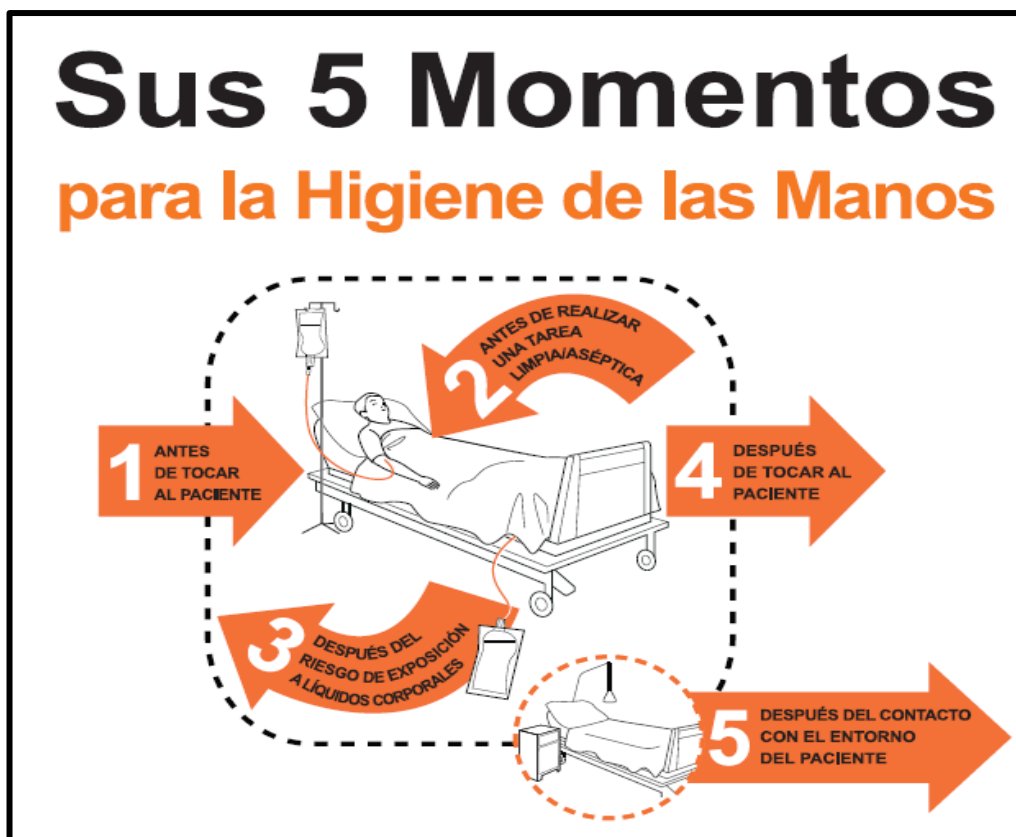 Sus 5 Momentos
para la Higiene de las Manos
1
ANTES
DE TOCAR
AL PACIENTE
2
ANTES DE REALIZAR
UNA TAREA
LIMPIA/ASÉPTICA
3
DESPUÉS DEL
RIESGO DE EXPOSICIÓN
A LÍQUIDOS CORPORALES
4
DESPUÉS
DE TOCAR AL
PACIENTE
5
DESPUÉS DEL CONTACTO
CON EL ENTORNO
DEL PACIENTE